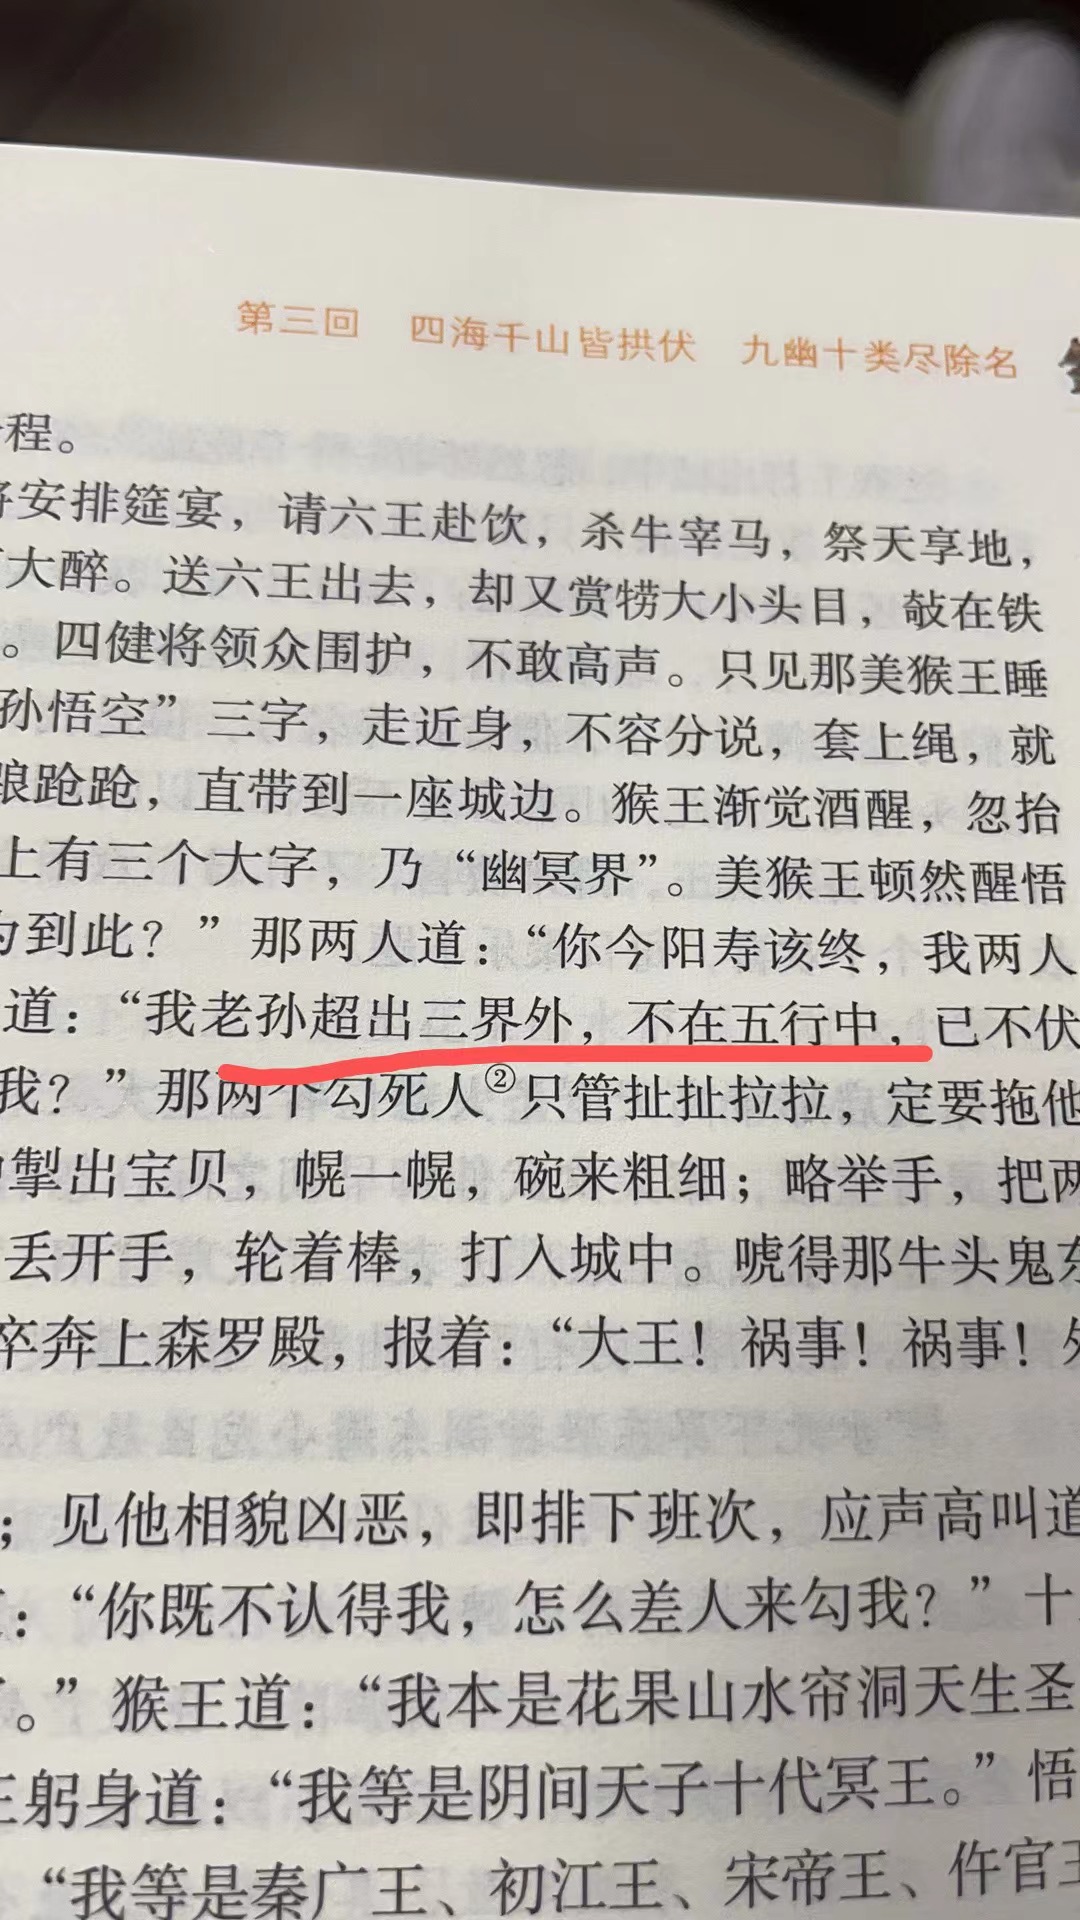 第三回 四海千山皆拱伏 九幽十类尽除名
程。
安排筵宴，请六王赴饮，杀牛宰马，祭天享地，
大醉。送六王出去，却又赏犒大小头目，敧在铁
。四健将领众围护，不敢高声。只见那美猴王睡
孙悟空”三字，走近身，不容分说，套上绳，就
踉跄跄，直带到一座城边。猴王渐觉酒醒，忽抬
上有三个大字，乃“幽冥界”。美猴王顿然醒悟
为到此？”那两人道：“你今阳寿该终，我两人
道：“我老孙超出三界外，不在五行中，已不伏
我？”那两个勾死人②只管扯扯拉拉，定要拖他
掣出宝贝，幌一幌，碗来粗细；略举手，把两
丢开手，轮着棒，打入城中。唬得那牛头鬼东
卒奔上森罗殿，报着：“大王！祸事！祸事！外
；见他相貌凶恶，即排下班次，应声高叫道
：“你既不认得我，怎么差人来勾我？”十
。”猴王道：“我本是花果山水帘洞天生圣
王躬身道：“我等是阴间天子十代冥王。”悟
“我等是秦广王、初江王、宋帝王、仵官王